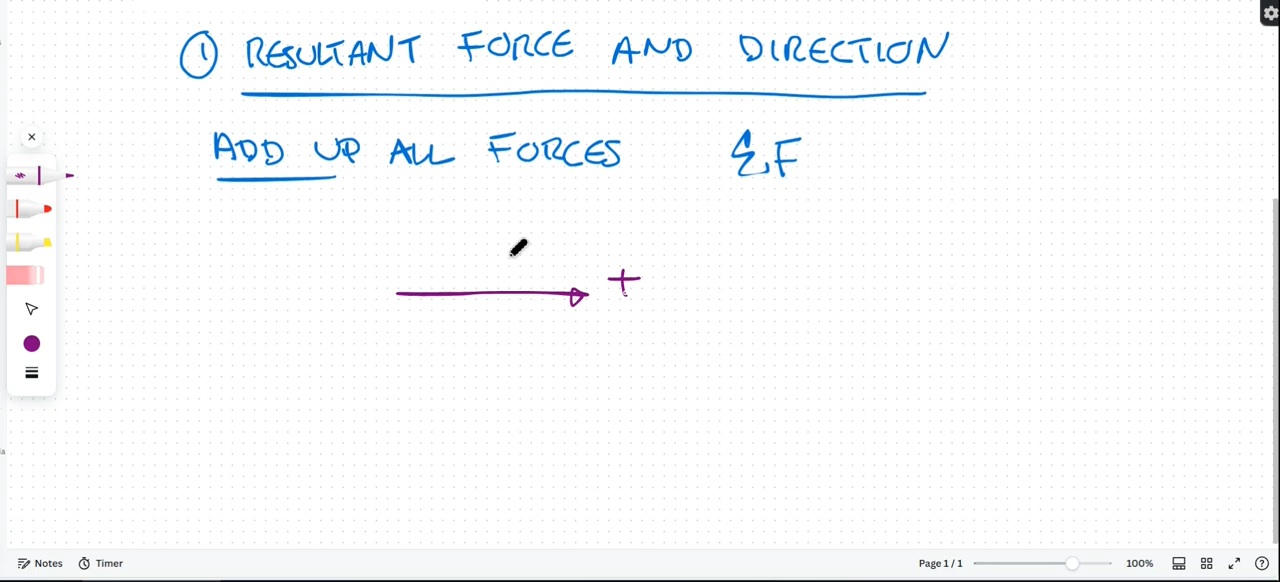 ① RESULTANT FORCE AND DIRECTION
ADD UP ALL FORCES ΣF
+
Notes Timer Page 1 / 1 100%